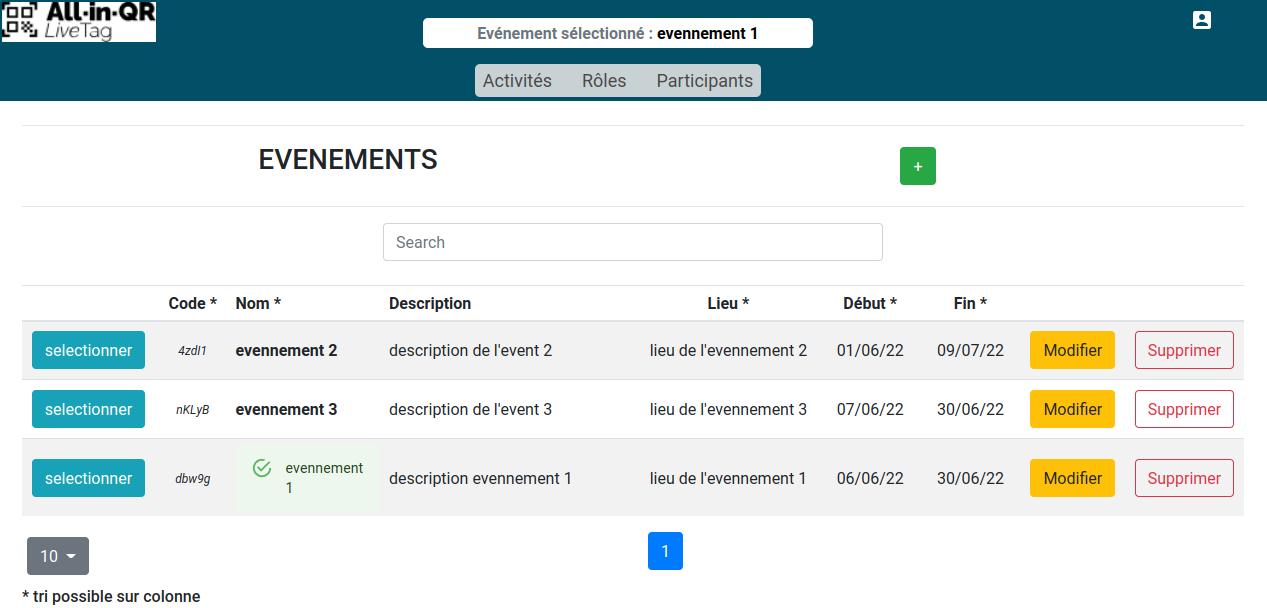 All·in·QR
LiveTag
Evénement sélectionné : evennement 1
Activités Rôles Participants
EVENEMENTS
+
Search
Code * Nom * Description Lieu * Début * Fin *
selectionner 4zdI1 evennement 2 description de l'event 2 lieu de l'evennement 2 01/06/22 09/07/22 Modifier Supprimer
selectionner nKLyB evennement 3 description de l'event 3 lieu de l'evennement 3 07/06/22 30/06/22 Modifier Supprimer
selectionner dbw9g evennement 1 description evennement 1 lieu de l'evennement 1 06/06/22 30/06/22 Modifier Supprimer
10 1
* tri possible sur colonne